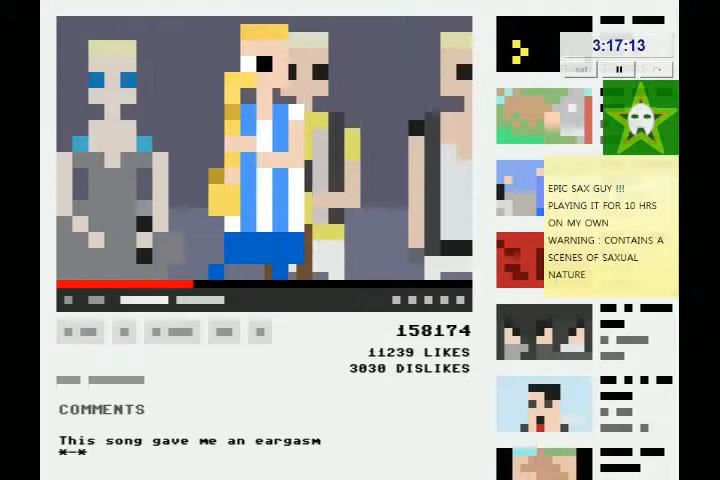 3:17:13
set
EPIC SAX GUY !!!
PLAYING IT FOR 10 HRS
ON MY OWN
WARNING : CONTAINS A
SCENES OF SAXUAL
NATURE
158174
11239 LIKES
3030 DISLIKES
COMMENTS
This song gave me an eargasm
*-*